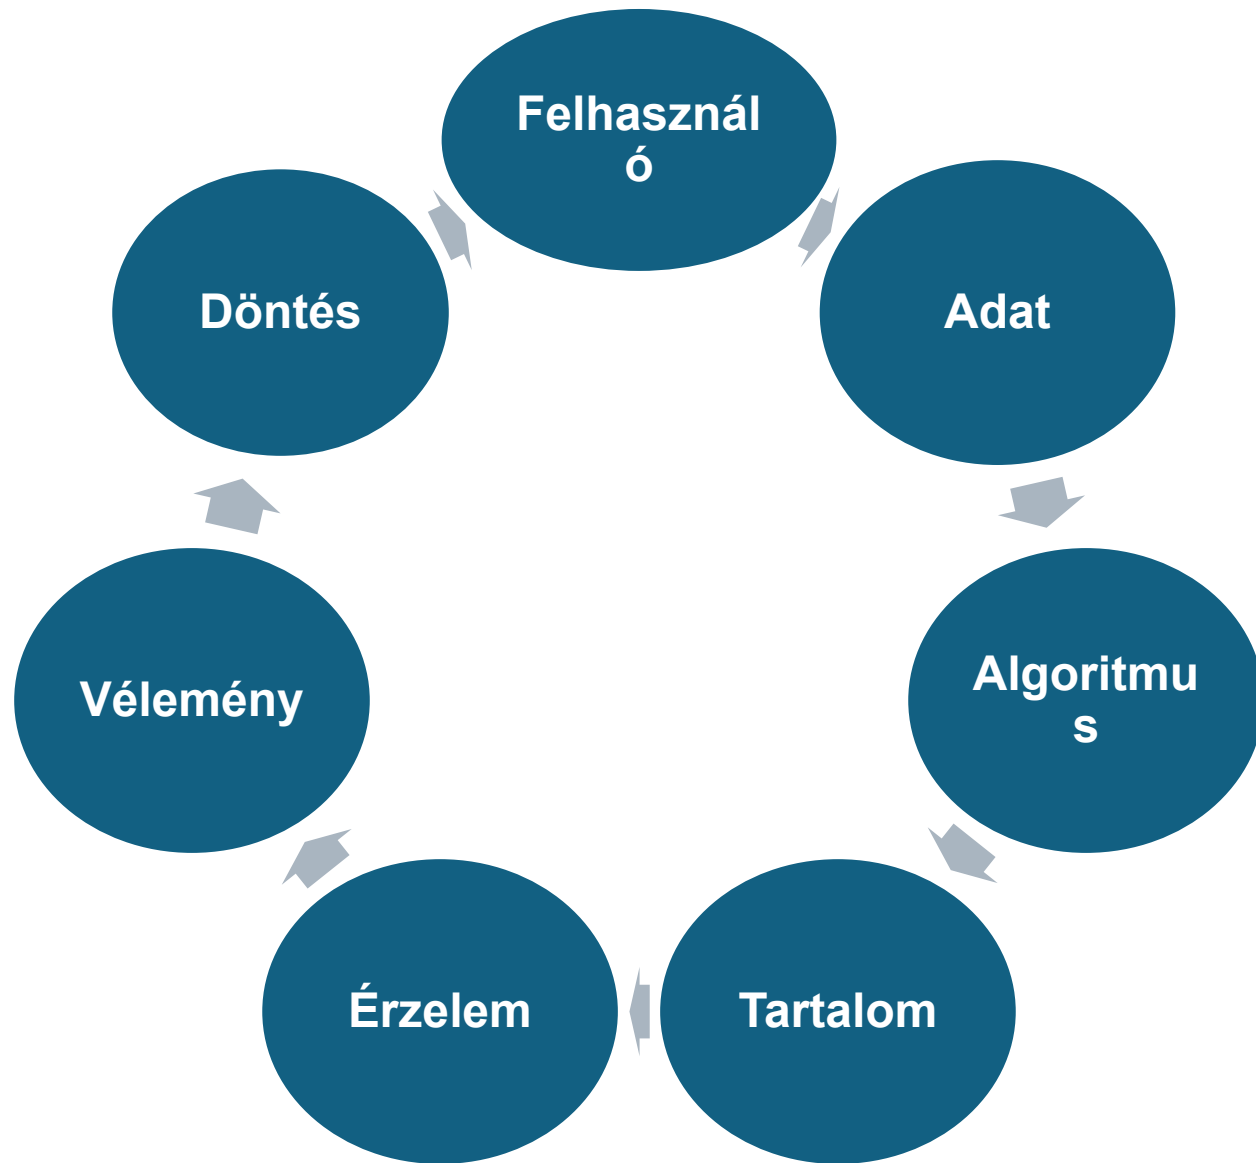 Felhasznál
ó
Adat
Algoritmu
s
Tartalom
Érzelem
Vélemény
Döntés